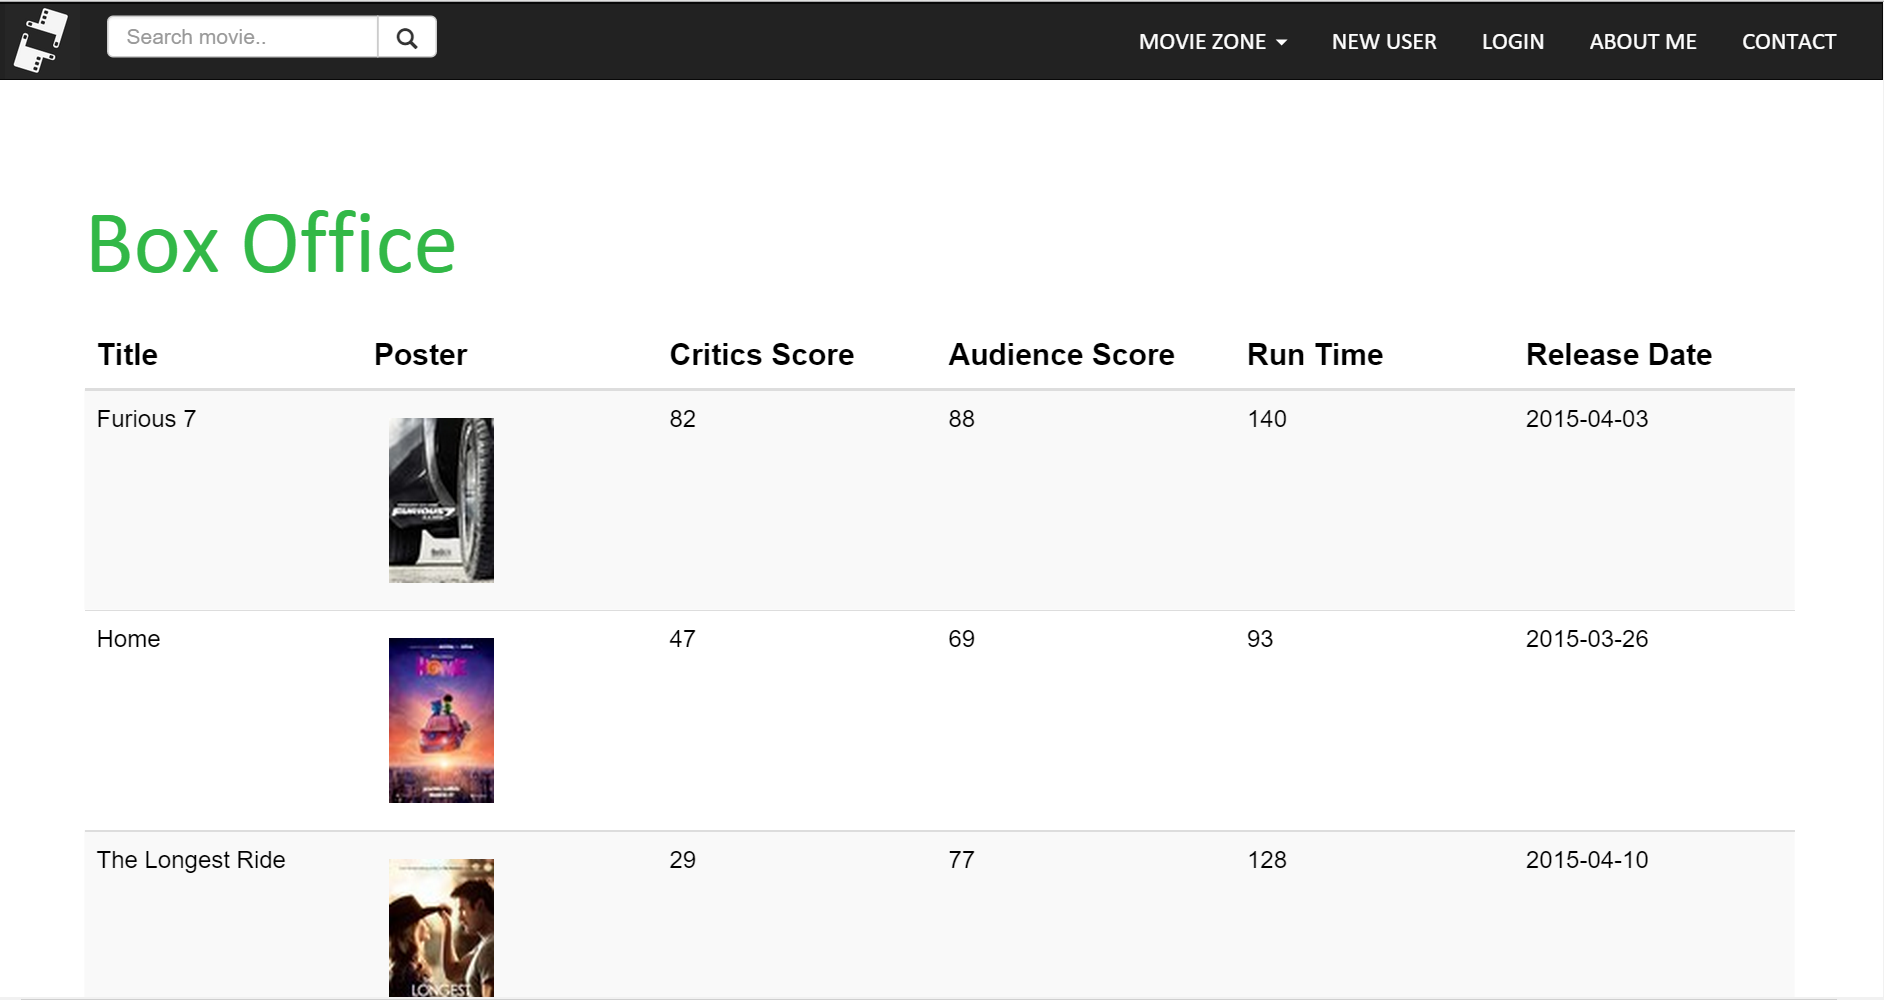 Search movie..
MOVIE ZONE
NEW USER
LOGIN
ABOUT ME
CONTACT
Box Office
Title Poster Critics Score Audience Score Run Time Release Date
Furious 7 82 88 140 2015-04-03
FURIOUS 7
Home 47 69 93 2015-03-26
HOME
The Longest Ride 29 77 128 2015-04-10
LONGEST